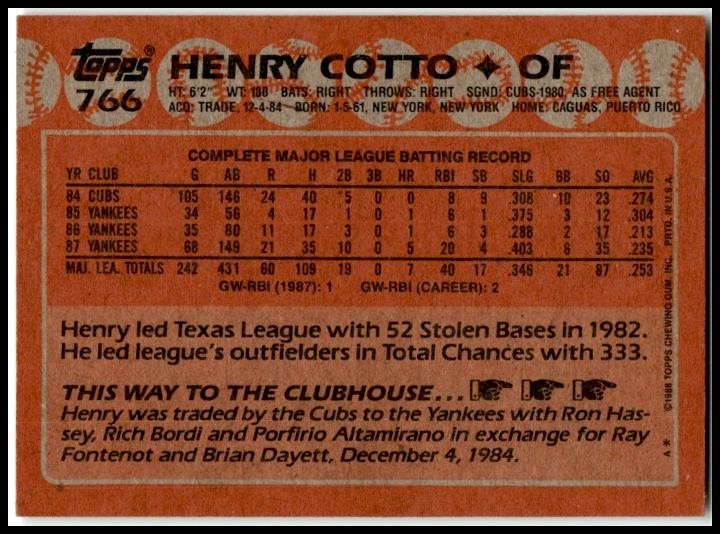 topps® HENRY COTTO ✦ OF
766 HT: 6'2" WT: 188 BATS: RIGHT THROWS: RIGHT SGND: CUBS-1980, AS FREE AGENT
ACQ: TRADE, 12-4-84 BORN: 1-5-61, NEW YORK, NEW YORK HOME: CAGUAS, PUERTO RICO
COMPLETE MAJOR LEAGUE BATTING RECORD
YR CLUB G AB R H 2B 3B HR RBI SB SLG BB SO AVG
84 CUBS 105 146 24 40 5 0 0 8 9 .308 10 23 .274
85 YANKEES 34 56 4 17 1 0 1 6 1 .375 3 12 .304
86 YANKEES 35 80 11 17 3 0 1 6 3 .288 2 17 .213
87 YANKEES 68 149 21 35 10 0 5 20 4 .403 6 35 .235
MAJ. LEA. TOTALS 242 431 60 109 19 0 7 40 17 .346 21 87 .253
GW-RBI (1987): 1 GW-RBI (CAREER): 2
Henry led Texas League with 52 Stolen Bases in 1982.
He led league's outfielders in Total Chances with 333.
THIS WAY TO THE CLUBHOUSE...
Henry was traded by the Cubs to the Yankees with Ron Has-
sey, Rich Bordi and Porfirio Altamirano in exchange for Ray
Fontenot and Brian Dayett, December 4, 1984.
A* ©1988 TOPPS CHEWING GUM, INC. PRTD. IN U.S.A.